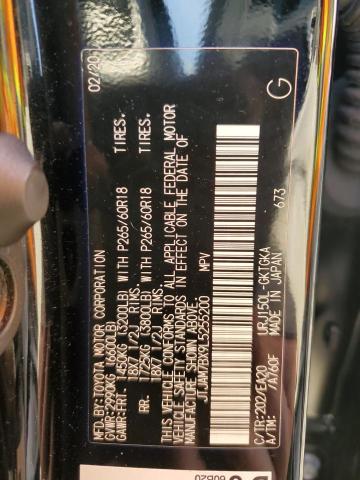 MFD.BY:TOYOTA MOTOR CORPORATION 02/20
GVWR:2990KG (6600LB)
GAWR:FRT. 1450KG (3200LB) WITH P265/60R18 TIRES.
18X7 1/2J RIMS.
RR. 1725KG (3800LB) WITH P265/60R18 TIRES.
18X7 1/2J RIMS.
THIS VEHICLE CONFORMS TO ALL APPLICABLE FEDERAL MOTOR
VEHICLE SAFETY STANDARDS IN EFFECT ON THE DATE OF
MANUFACTURE SHOWN ABOVE.
MPV
G
C/TR:202/EA20 URJ150L-GKTGKA 673
A/TM: /A760F MADE IN JAPAN
60B20